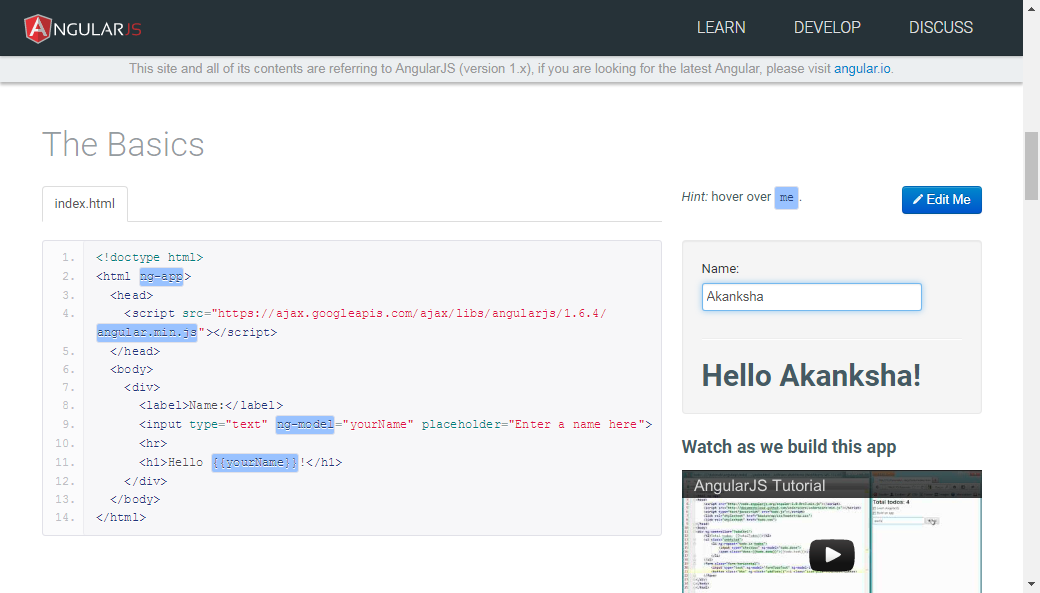 ANGULARJS
LEARN DEVELOP DISCUSS
This site and all of its contents are referring to AngularJS (version 1.x), if you are looking for the latest Angular, please visit angular.io.
The Basics
index.html
Hint: hover over me .
Edit Me
1. <!doctype html>
2. <html ng-app>
3. <head>
4. <script src="https://ajax.googleapis.com/ajax/libs/angularjs/1.6.4/
angular.min.js"></script>
5. </head>
6. <body>
7. <div>
8. <label>Name:</label>
9. <input type="text" ng-model="yourName" placeholder="Enter a name here">
10. <hr>
11. <h1>Hello {{yourName}}!</h1>
12. </div>
13. </body>
14. </html>
Name:
Akanksha
Hello Akanksha!
Watch as we build this app
AngularJS Tutorial
Total todos: 4